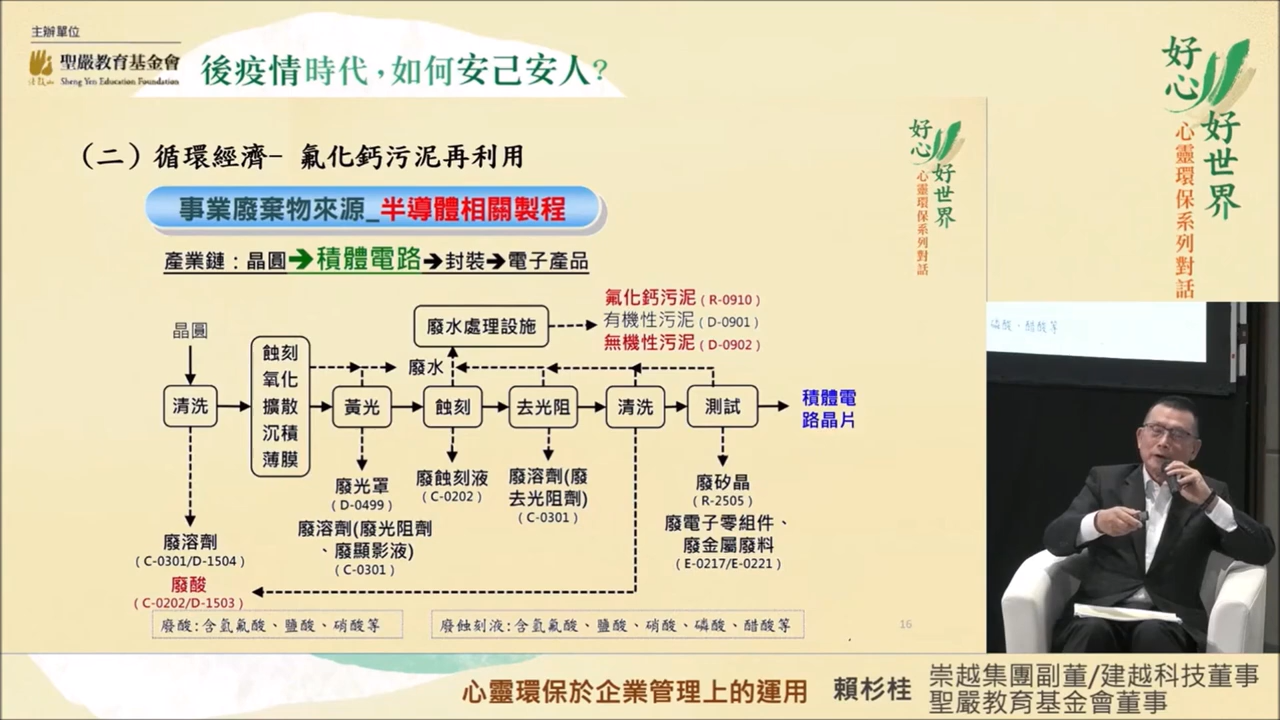 主辦單位
聖嚴教育基金會
Sheng Yen Education Foundation
法鼓山
後疫情時代，如何安己安人？
好心
好世界
心靈環保系列對話
（二）循環經濟- 氟化鈣污泥再利用
好心
好世界
心靈環保系列對話
事業廢棄物來源_半導體相關製程
產業鏈：晶圓➔積體電路➔封裝➔電子產品
晶圓
清洗
蝕刻
氧化
擴散
沉積
薄膜
黃光
廢水處理設施
廢水
蝕刻
去光阻
清洗
測試
積體電
路晶片
氟化鈣污泥（R-0910）
有機性污泥（D-0901）
無機性污泥（D-0902）
廢光罩
（D-0499）
廢溶劑(廢光阻劑
、廢顯影液)
（C-0301）
廢蝕刻液
（C-0202）
廢溶劑(廢
去光阻劑)
（C-0301）
廢矽晶
（R-2505）
廢電子零組件、
廢金屬廢料
（E-0217/E-0221）
廢溶劑
（C-0301/D-1504）
廢酸
（C-0202/D-1503）
廢酸:含氫氟酸、鹽酸、硝酸等
廢蝕刻液:含氫氟酸、鹽酸、硝酸、磷酸、醋酸等
16
磷酸、醋酸等
心靈環保於企業管理上的運用
賴杉桂
崇越集團副董/建越科技董事
聖嚴教育基金會董事